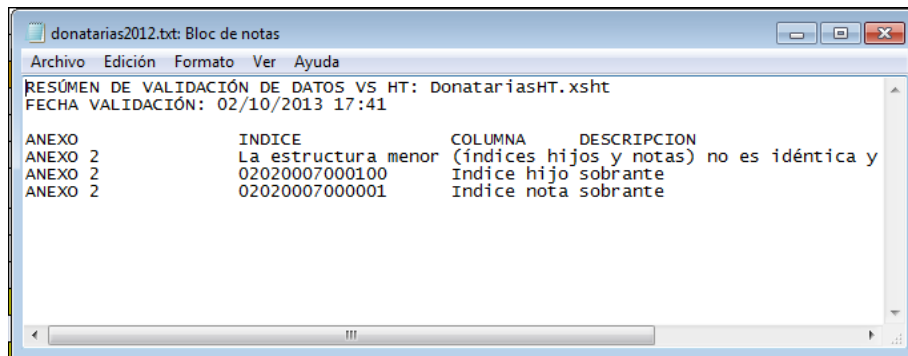 donatarias2012.txt: Bloc de notas
Archivo Edición Formato Ver Ayuda
RESÚMEN DE VALIDACIÓN DE DATOS VS HT: DonatariasHT.xsht
FECHA VALIDACIÓN: 02/10/2013 17:41
ANEXO INDICE COLUMNA DESCRIPCION
ANEXO 2 La estructura menor (índices hijos y notas) no es idéntica y
ANEXO 2 02020007000100 Indice hijo sobrante
ANEXO 2 02020007000001 Indice nota sobrante